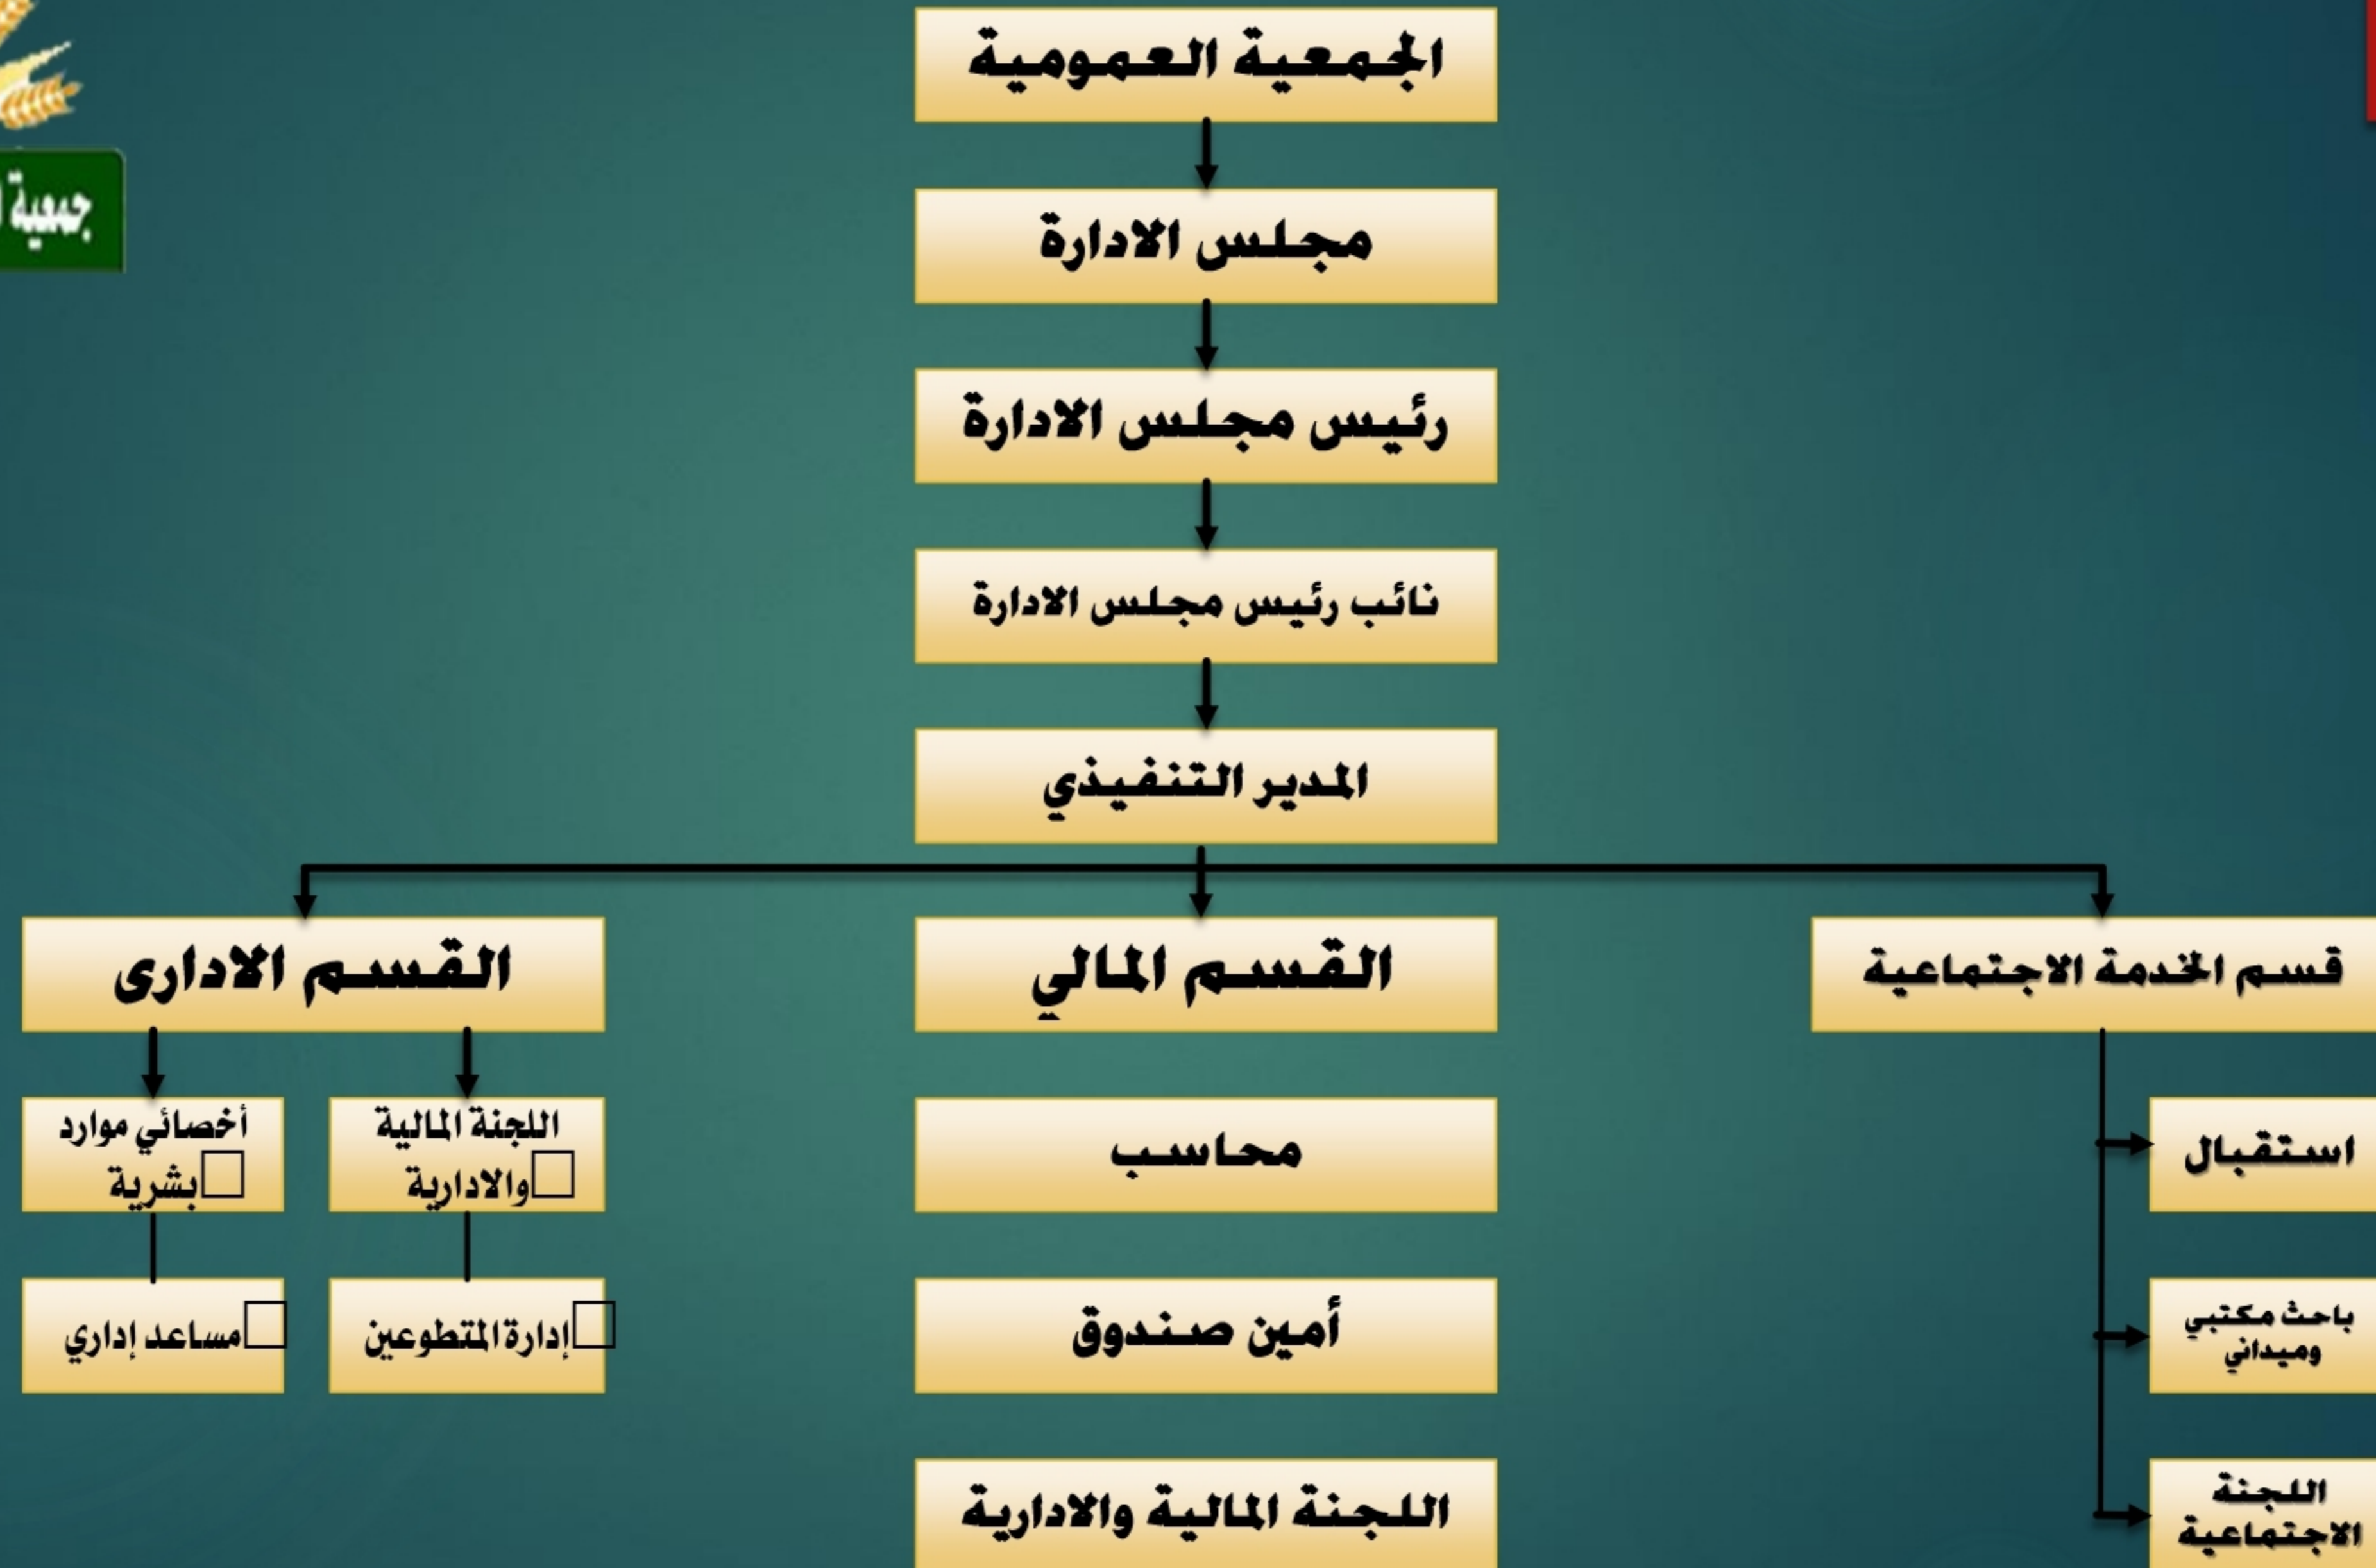 الجمعية العمومية
جمعية
مجلس الادارة
رئيس مجلس الادارة
نائب رئيس مجلس الادارة
المدير التنفيذي
قسم الخدمة الاجتماعية
القسم المالي
القسم الادارى
استقبال
محاسب
اللجنة المالية
والادارية
أخصائي موارد
بشرية
باحث مكتبي
وميداني
أمين صندوق
إدارة المتطوعين
مساعد إداري
اللجنة
الاجتماعية
اللجنة المالية والادارية